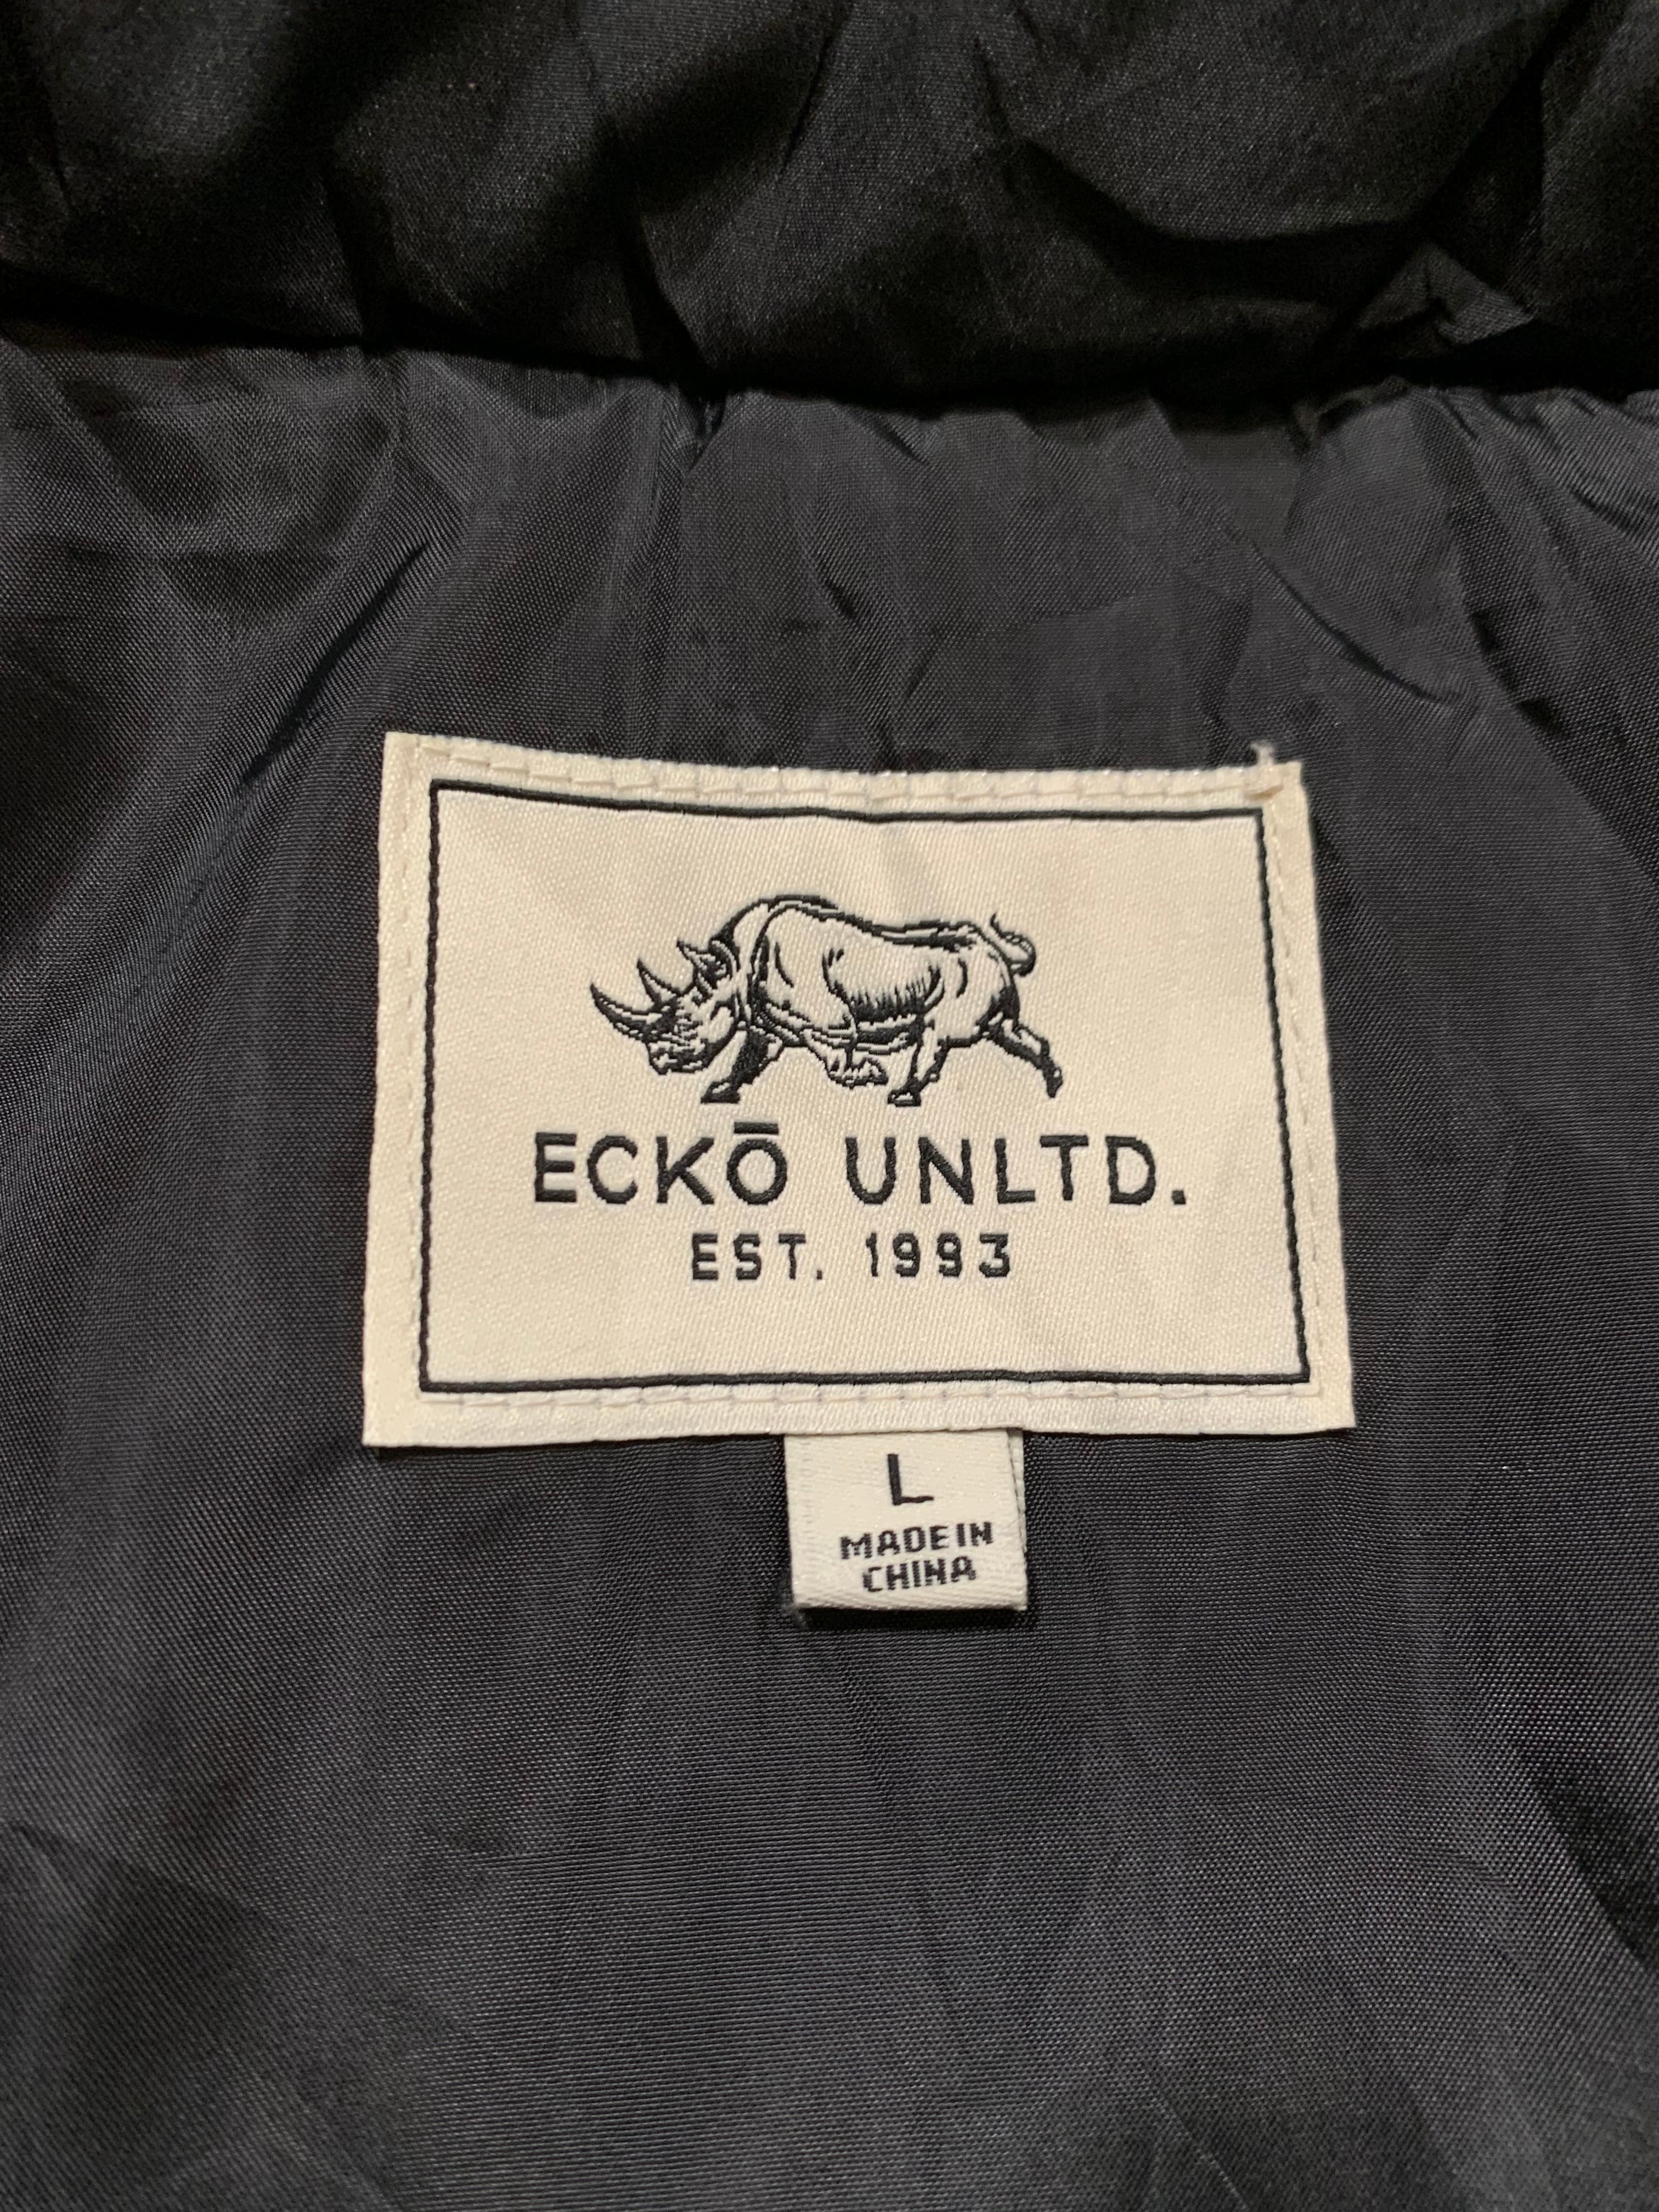 ECKŌ UNLTD.
EST. 1993
L
MADE IN
CHINA